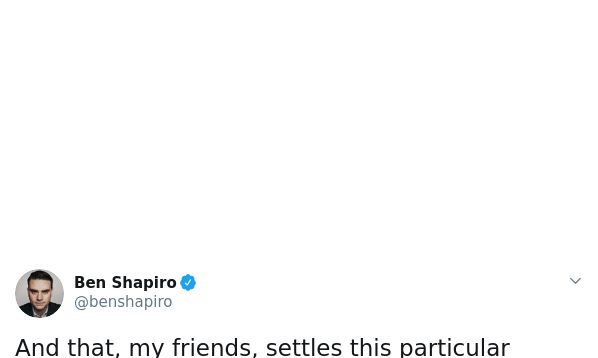 Ben Shapiro
@benshapiro
And that, my friends, settles this particular